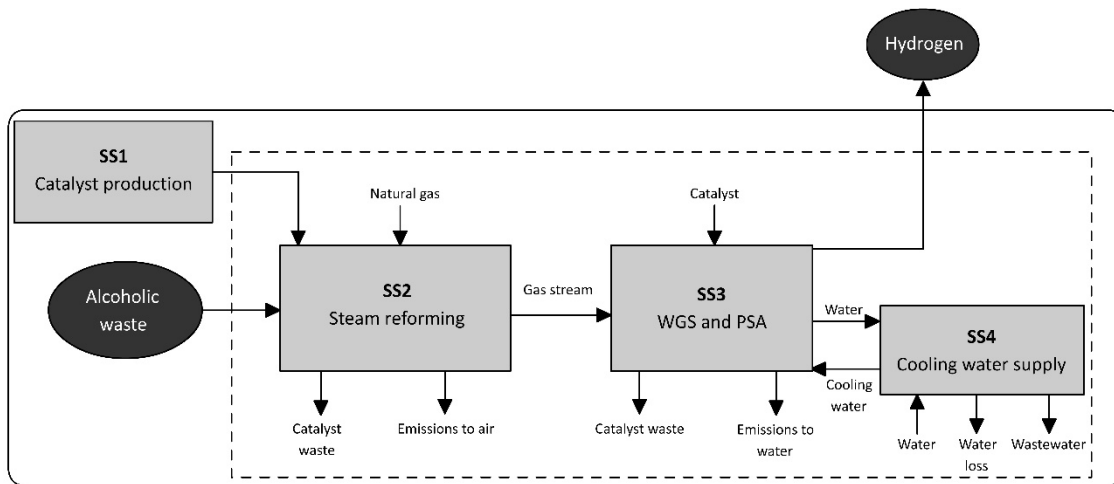 Hydrogen
SS1
Catalyst production
Natural gas
Catalyst
Alcoholic
waste
SS2
Steam reforming
Gas stream
SS3
WGS and PSA
Water
SS4
Cooling water supply
Cooling
water
Catalyst
waste
Emissions to air
Catalyst waste
Emissions to
water
Water
Water
loss
Wastewater